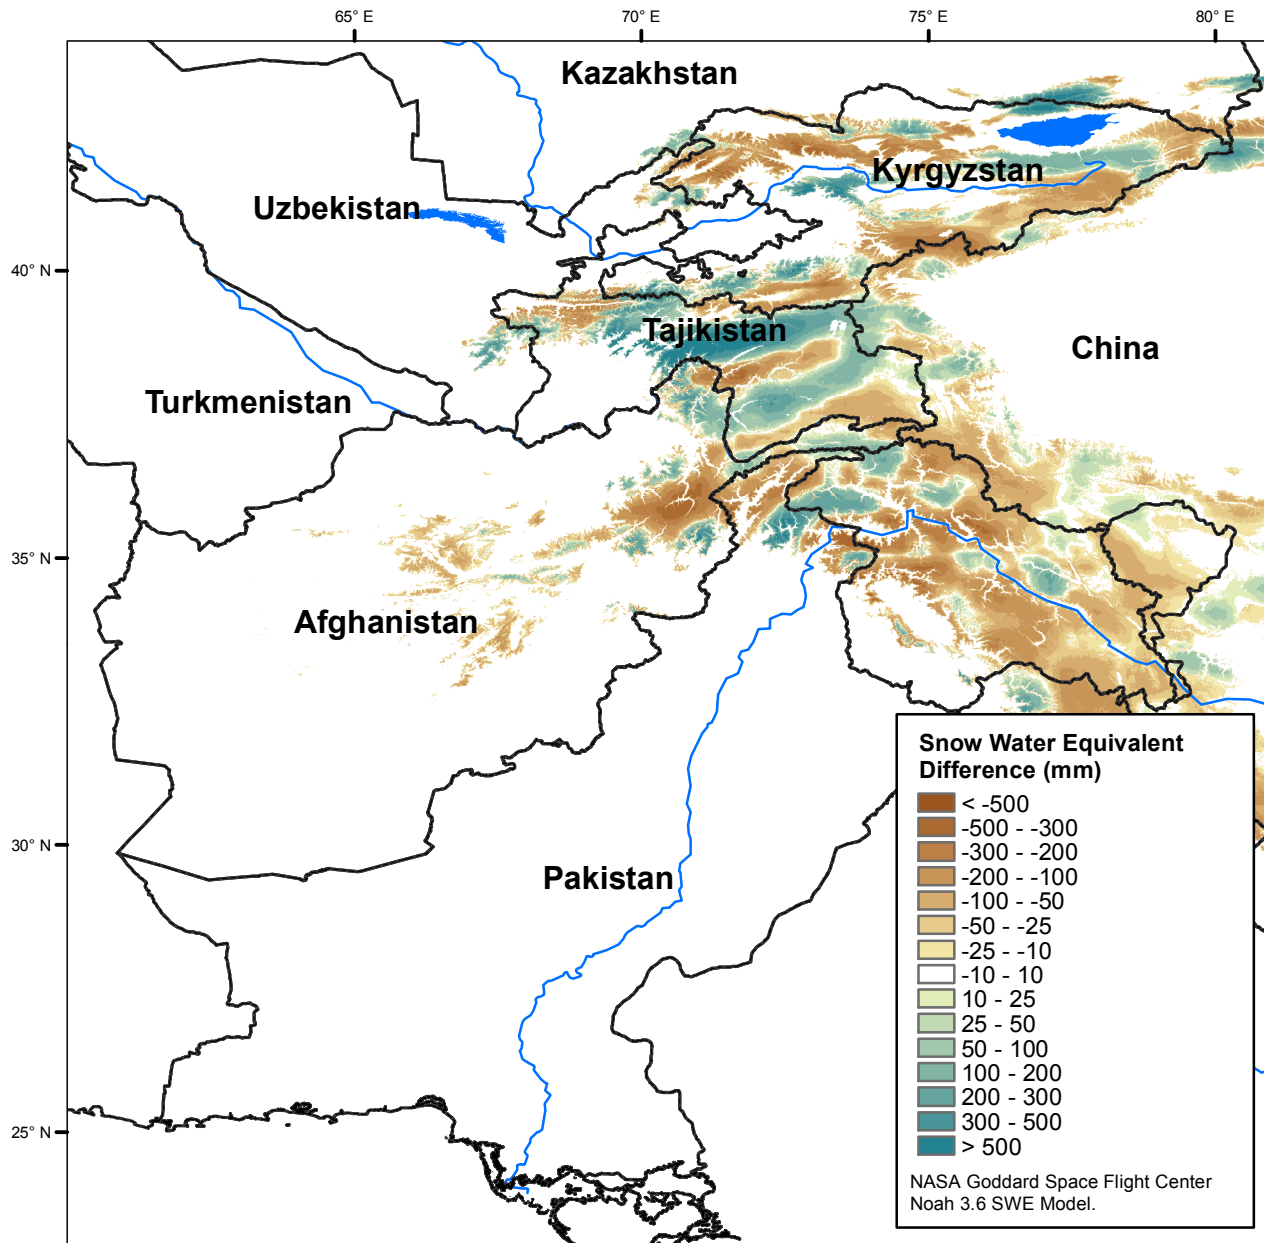 65° E
70° E
75° E
80° E
Kazakhstan
Kyrgyzstan
Uzbekistan
40° N
Tajikistan
China
Turkmenistan
35° N
Afghanistan
Snow Water Equivalent
Difference (mm)
< -500
-500 - -300
-300 - -200
-200 - -100
-100 - -50
-50 - -25
-25 - -10
-10 - 10
10 - 25
25 - 50
50 - 100
100 - 200
200 - 300
300 - 500
> 500
30° N
Pakistan
25° N
NASA Goddard Space Flight Center
Noah 3.6 SWE Model.